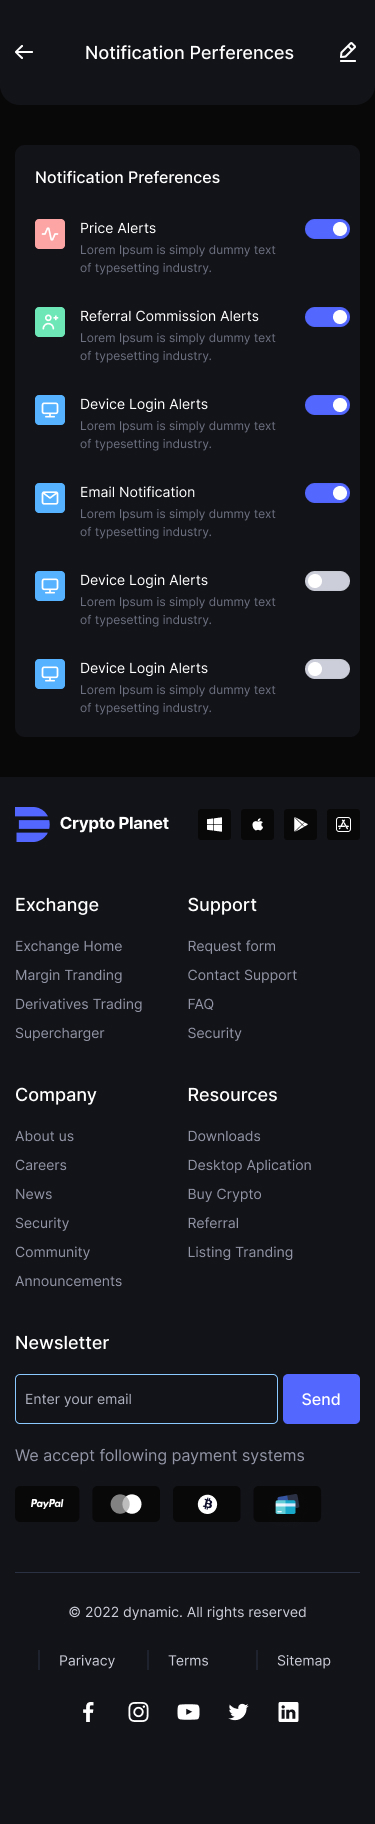 Notification Perferences
Notification Preferences
Price Alerts
Lorem Ipsum is simply dummy text
of typesetting industry.
Referral Commission Alerts
Lorem Ipsum is simply dummy text
of typesetting industry.
Device Login Alerts
Lorem Ipsum is simply dummy text
of typesetting industry.
Email Notification
Lorem Ipsum is simply dummy text
of typesetting industry.
Device Login Alerts
Lorem Ipsum is simply dummy text
of typesetting industry.
Device Login Alerts
Lorem Ipsum is simply dummy text
of typesetting industry.
Crypto Planet
Exchange
Exchange Home
Margin Tranding
Derivatives Trading
Supercharger
Support
Request form
Contact Support
FAQ
Security
Company
About us
Careers
News
Security
Community
Announcements
Resources
Downloads
Desktop Aplication
Buy Crypto
Referral
Listing Tranding
Newsletter
Enter your email
Send
We accept following payment systems
PayPal
© 2022 dynamic. All rights reserved
Parivacy
Terms
Sitemap